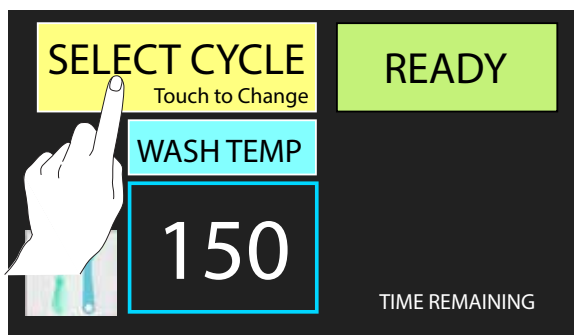 SELECT CYCLE
Touch to Change
READY
WASH TEMP
150
TIME REMAINING